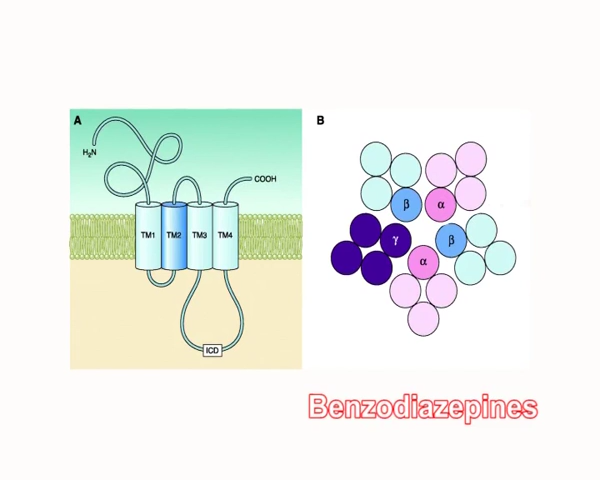 A
B
H₂N
COOH
TM1 TM2 TM3 TM4
ICD
β α
γ β
α
Benzodiazepines